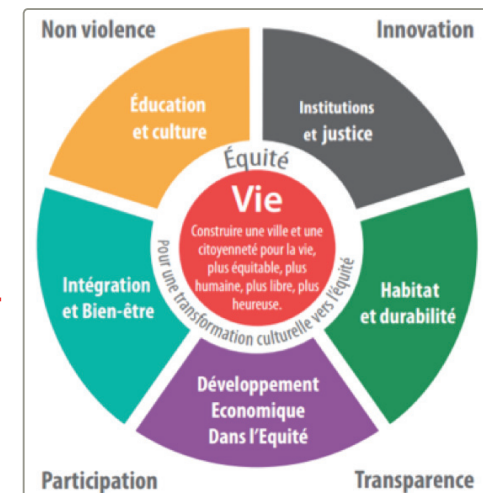 Non violence
Innovation
Éducation
et culture
Institutions
et justice
Équité
Vie
Construire une ville et une
citoyenneté pour la vie,
plus équitable, plus
humaine, plus libre, plus
heureuse.
Pour une transformation culturelle vers l'équité
Intégration
et Bien-être
Habitat
et durabilité
Développement
Economique
Dans l'Equité
Participation
Transparence